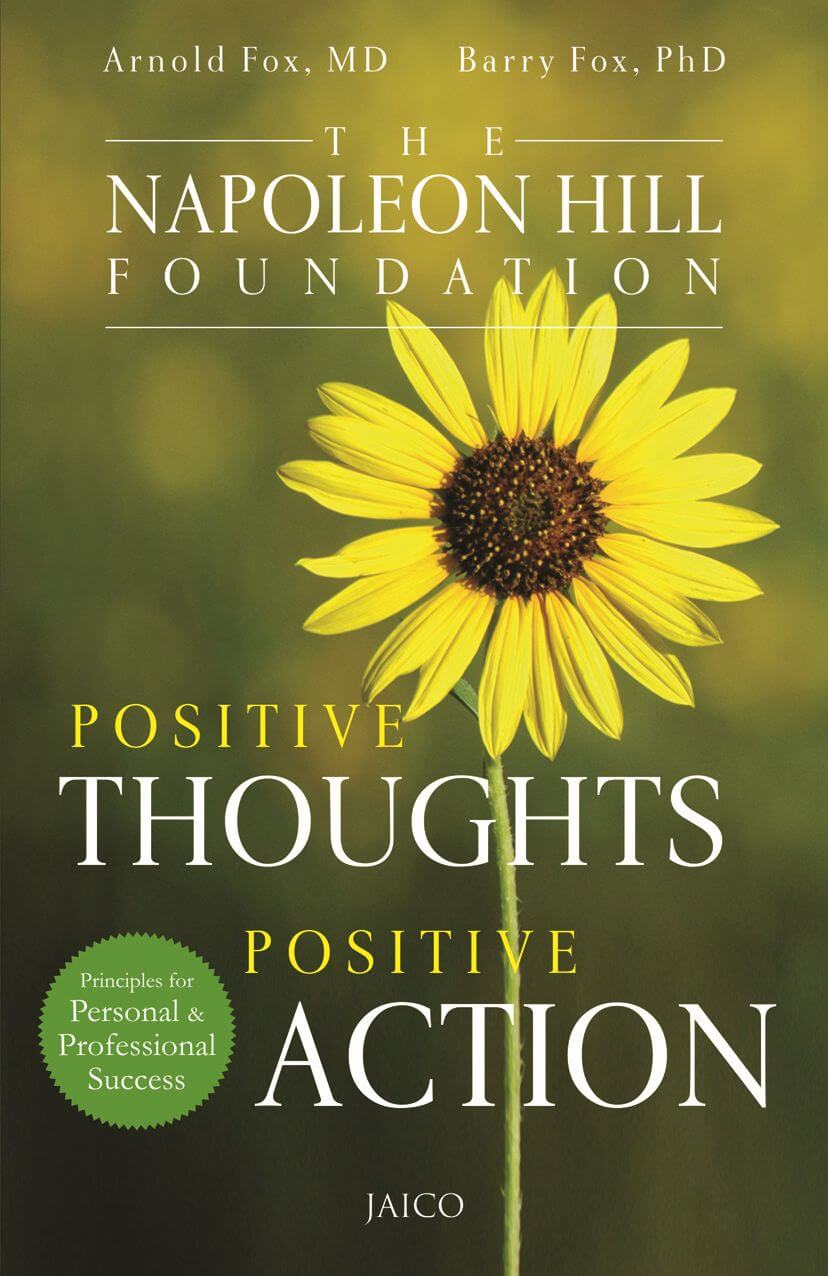 Arnold Fox, MD Barry Fox, PhD
THE
NAPOLEON HILL
FOUNDATION
POSITIVE
THOUGHTS
POSITIVE
ACTION
Principles for
Personal &
Professional
Success
JAICO